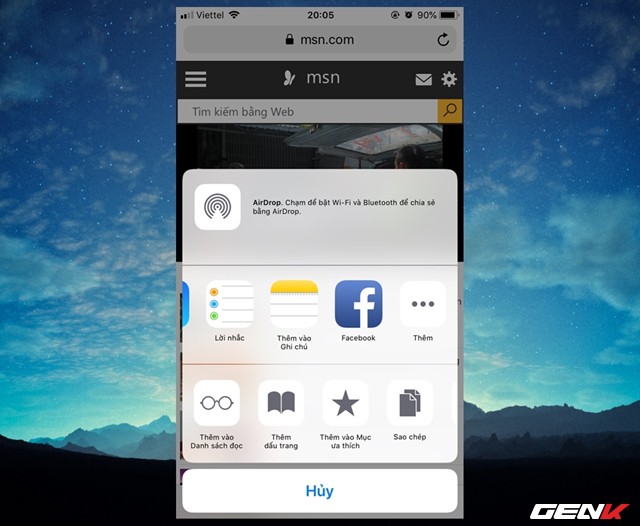 Viettel 20:05 90%
msn.com
msn
Tìm kiếm bằng Web
AirDrop. Chạm để bật Wi-Fi và Bluetooth để chia sẻ
bằng AirDrop.
Lời nhắc
Thêm vào
Ghi chú
Facebook
Thêm
Thêm vào
Danh sách đọc
Thêm
dấu trang
Thêm vào Mục
ưa thích
Sao chép
Hủy
GENK